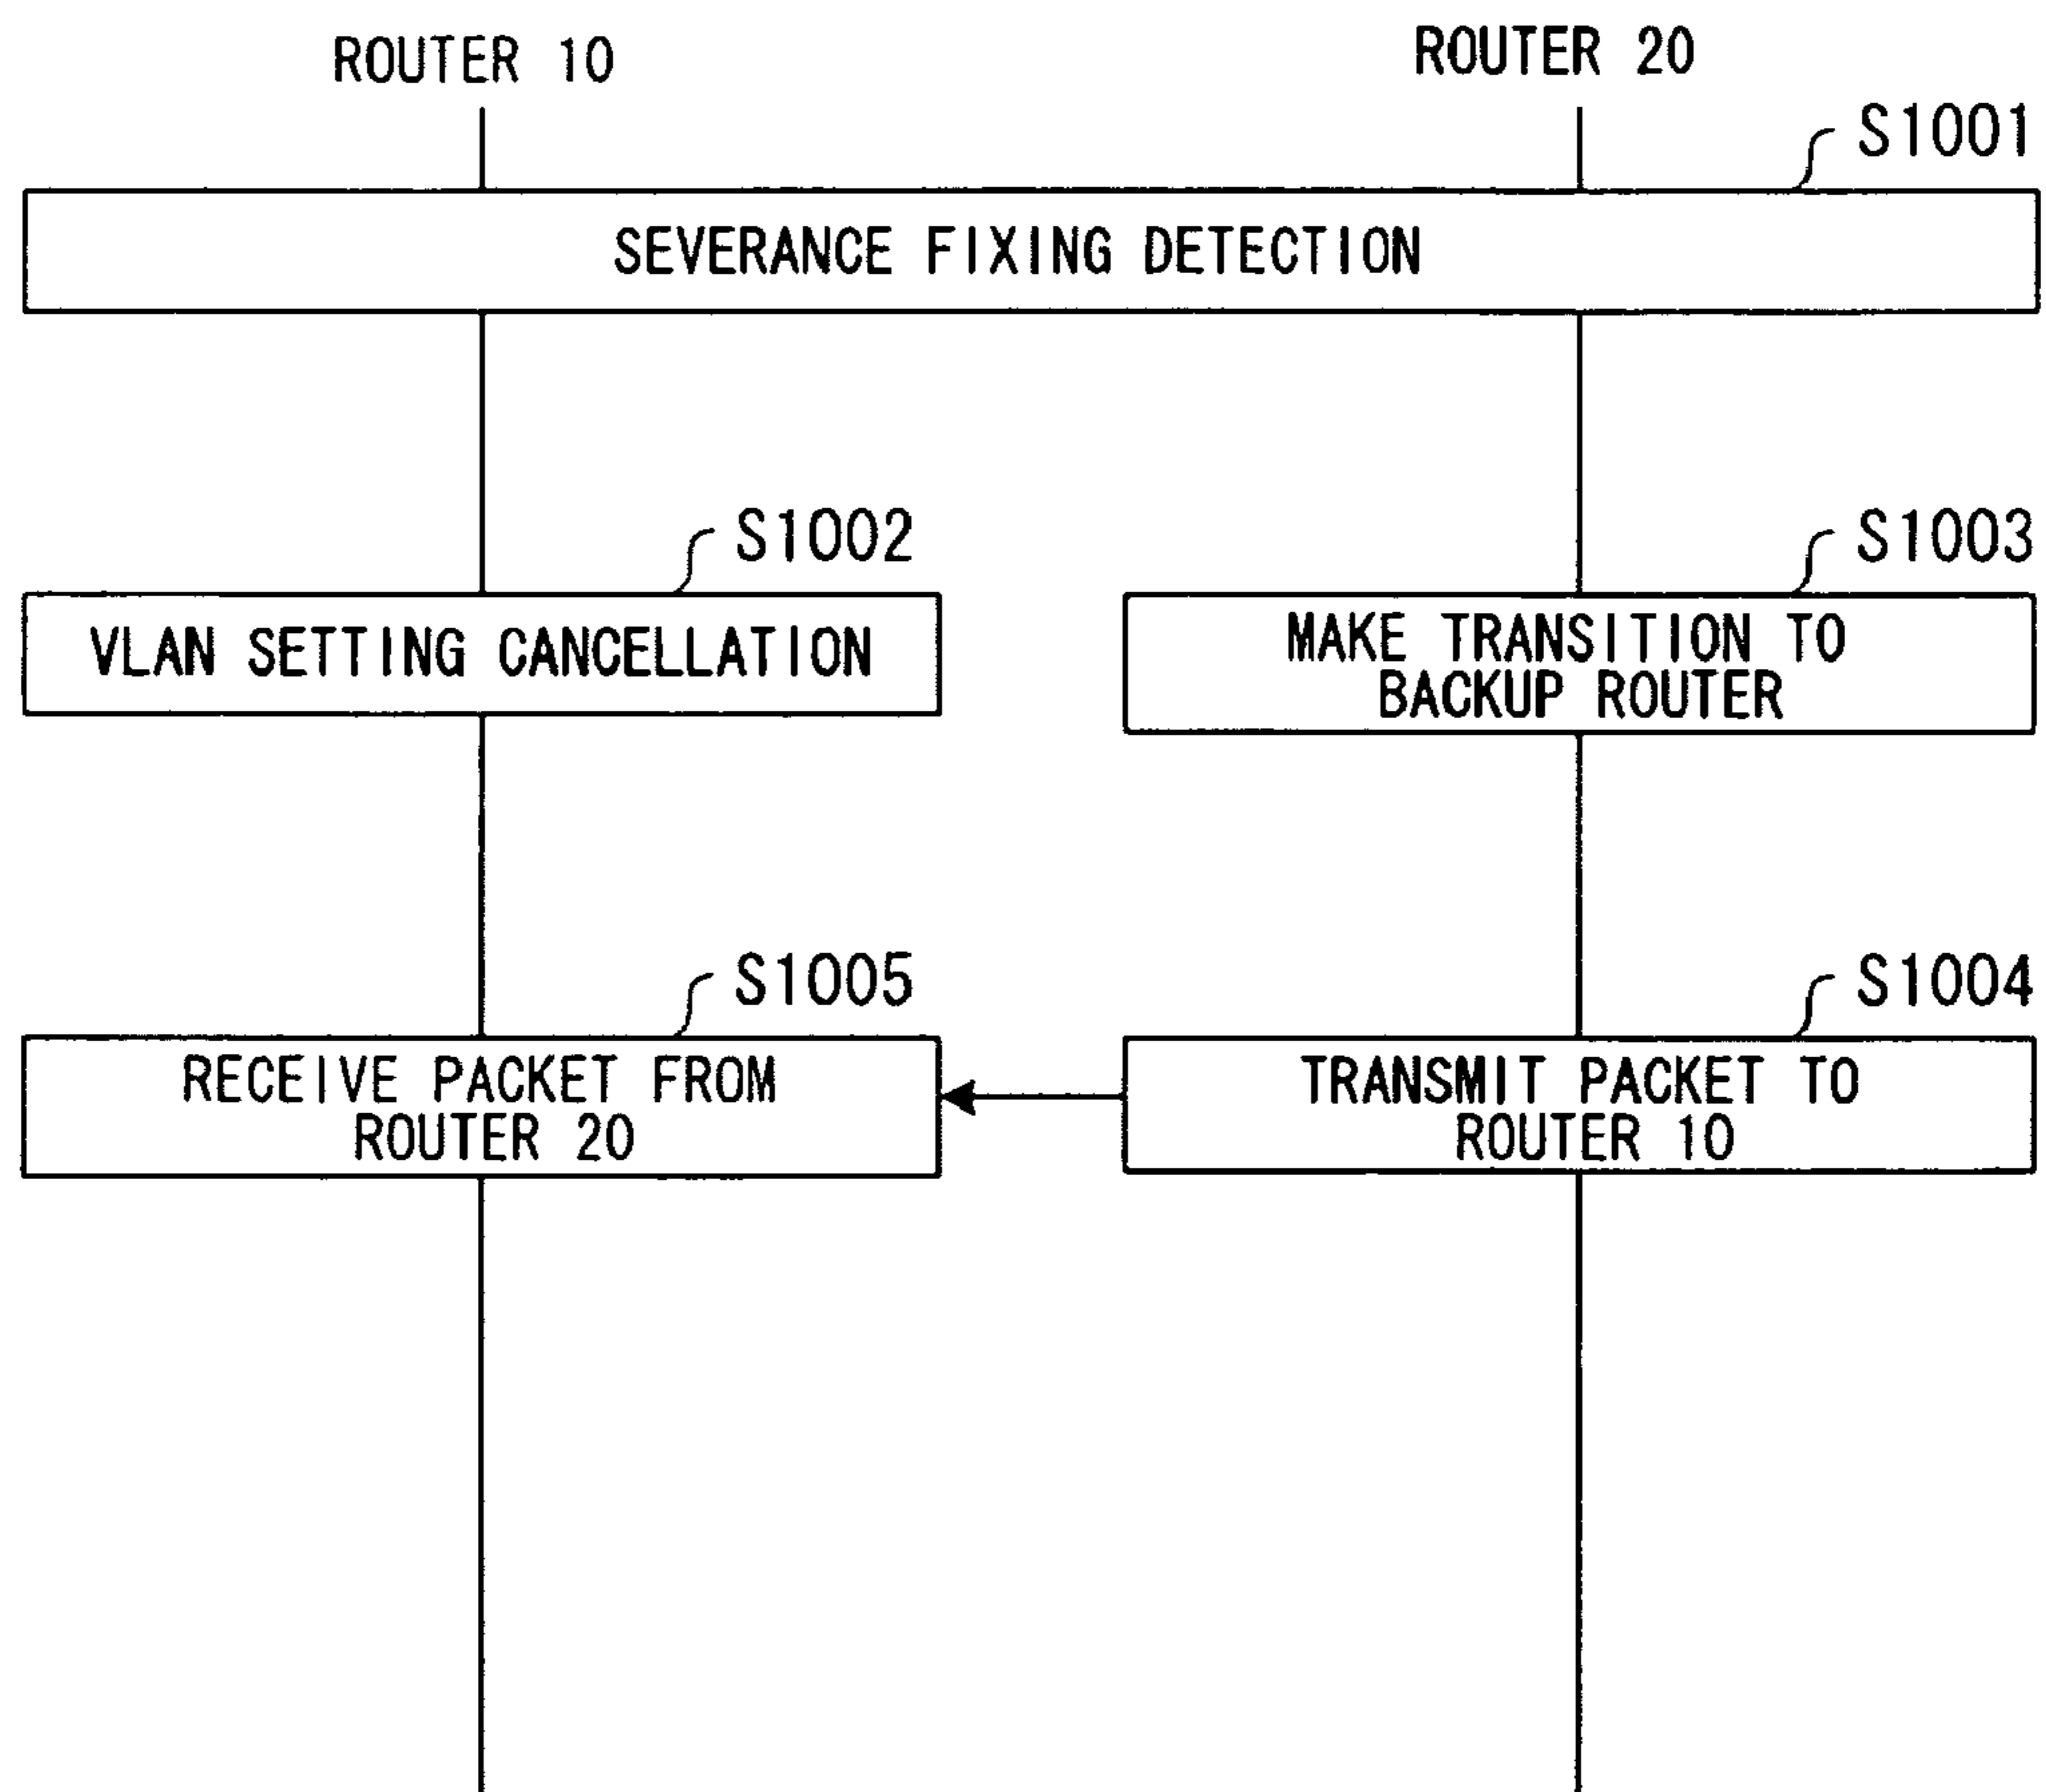 ROUTER 10
ROUTER 20
S1001
SEVERANCE FIXING DETECTION
S1002
VLAN SETTING CANCELLATION
S1003
MAKE TRANSITION TO
BACKUP ROUTER
S1005
RECEIVE PACKET FROM
ROUTER 20
S1004
TRANSMIT PACKET TO
ROUTER 10